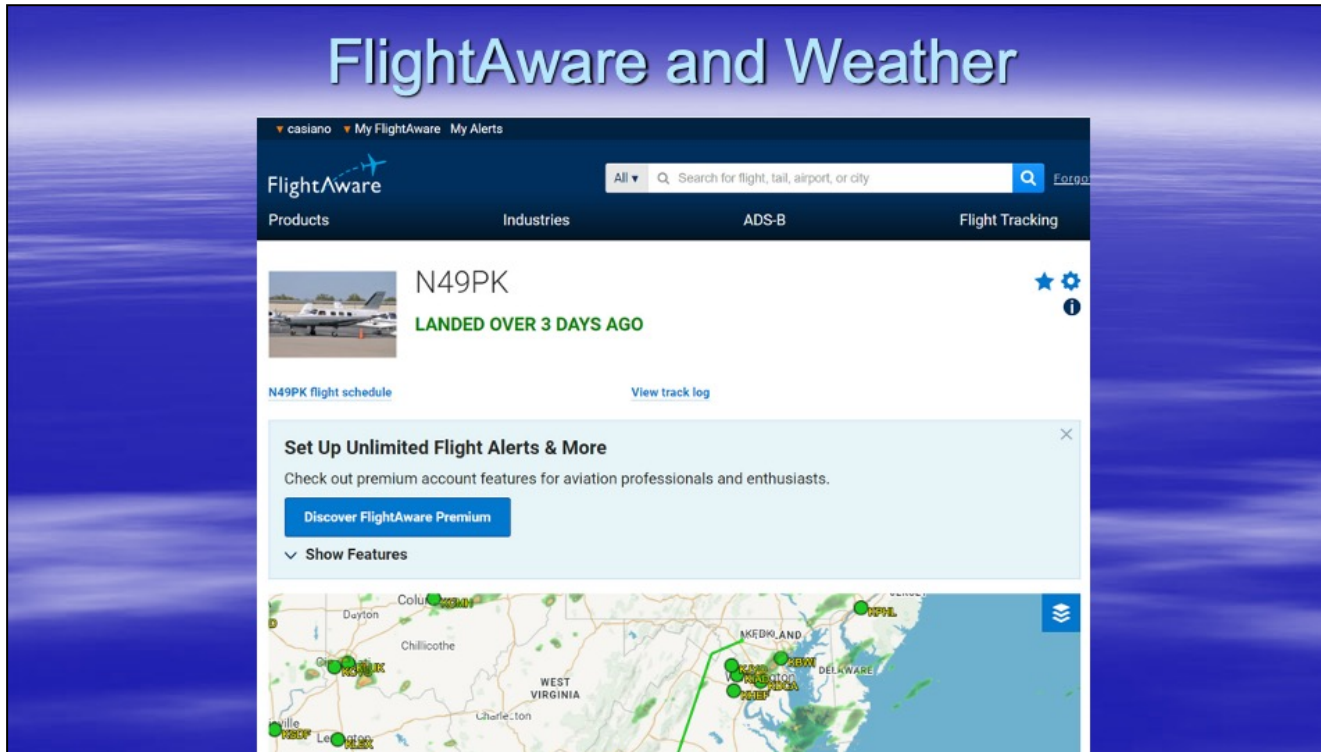 FlightAware and Weather
casiano My FlightAware My Alerts
FlightAware
All Search for flight, tail, airport, or city Forgo
Products Industries ADS-B Flight Tracking
N49PK
LANDED OVER 3 DAYS AGO
N49PK flight schedule View track log
Set Up Unlimited Flight Alerts & More
Check out premium account features for aviation professionals and enthusiasts.
Discover FlightAware Premium
Show Features
Dayton
KPHL
Chillicothe
KBWI
DELAWARE
WEST
VIRGINIA
KHEF
KSDF
KLEX